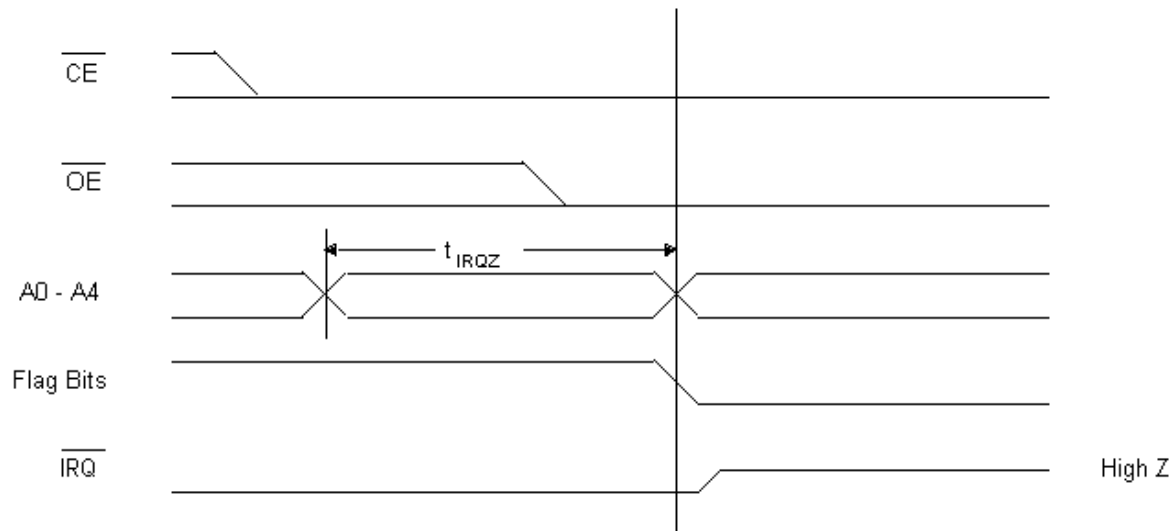 CE
OE
t IRQZ
A0 - A4
Flag Bits
IRQ High Z